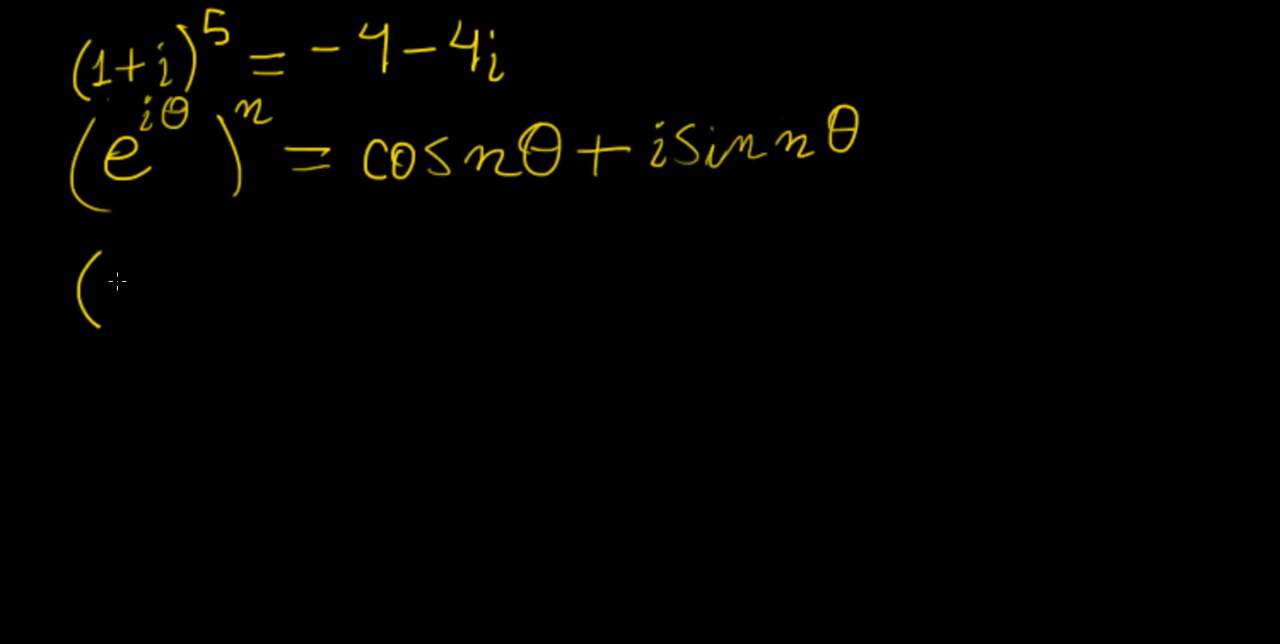 (1+i)^5 = -4-4i
(e^{iθ})^n = cos nθ + i sin nθ
(